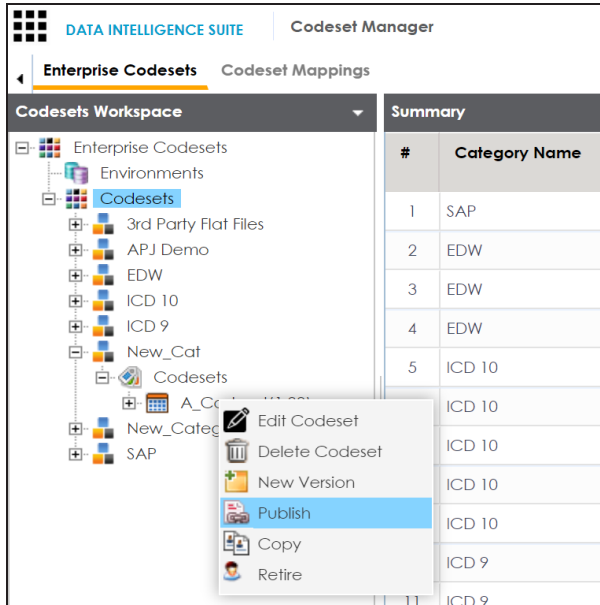 DATA INTELLIGENCE SUITE
Codeset Manager
Enterprise Codesets
Codeset Mappings
Codesets Workspace
Enterprise Codesets
Environments
Codesets
3rd Party Flat Files
APJ Demo
EDW
ICD 10
ICD 9
New_Cat
Codesets
New_Categ
SAP
Edit Codeset
Delete Codeset
New Version
Publish
Copy
Retire
Summary
# Category Name
1 SAP
2 EDW
3 EDW
4 EDW
5 ICD 10
ICD 10
ICD 10
ICD 10
ICD 10
ICD 9
11 ICD 9